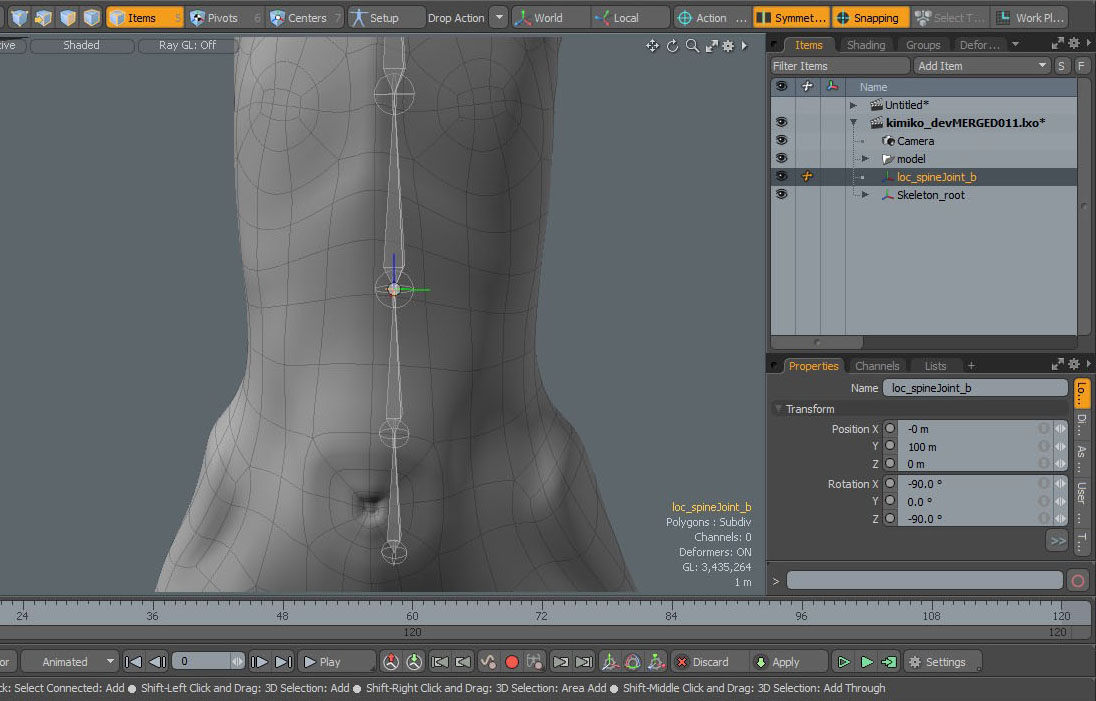 Items 5 Pivots 6 Centers 7 Setup Drop Action World Local Action ... Symmet... Snapping Select T... Work Pl...
tive Shaded Ray GL: Off
Items Shading Groups Defor...
Filter Items Add Item S F
Name
Untitled*
kimiko_devMERGED011.lxo*
Camera
model
loc_spineJoint_b
Skeleton_root
Properties Channels Lists +
Name loc_spineJoint_b
Transform
Position X -0 m
Y 100 m
Z 0 m
Rotation X -90.0 °
Y 0.0 °
Z -90.0 °
>>
Lo...
Di...
As...
User...
T...
loc_spineJoint_b
Polygons : Subdiv
Channels: 0
Deformers: ON
GL: 3,435,264
1 m
>
24 36 48 60 72 84 96 108 120
120 120
or Animated 0 Play Discard Apply Settings
ck: Select Connected: Add ● Shift-Left Click and Drag: 3D Selection: Add ● Shift-Right Click and Drag: 3D Selection: Area Add ● Shift-Middle Click and Drag: 3D Selection: Add Through